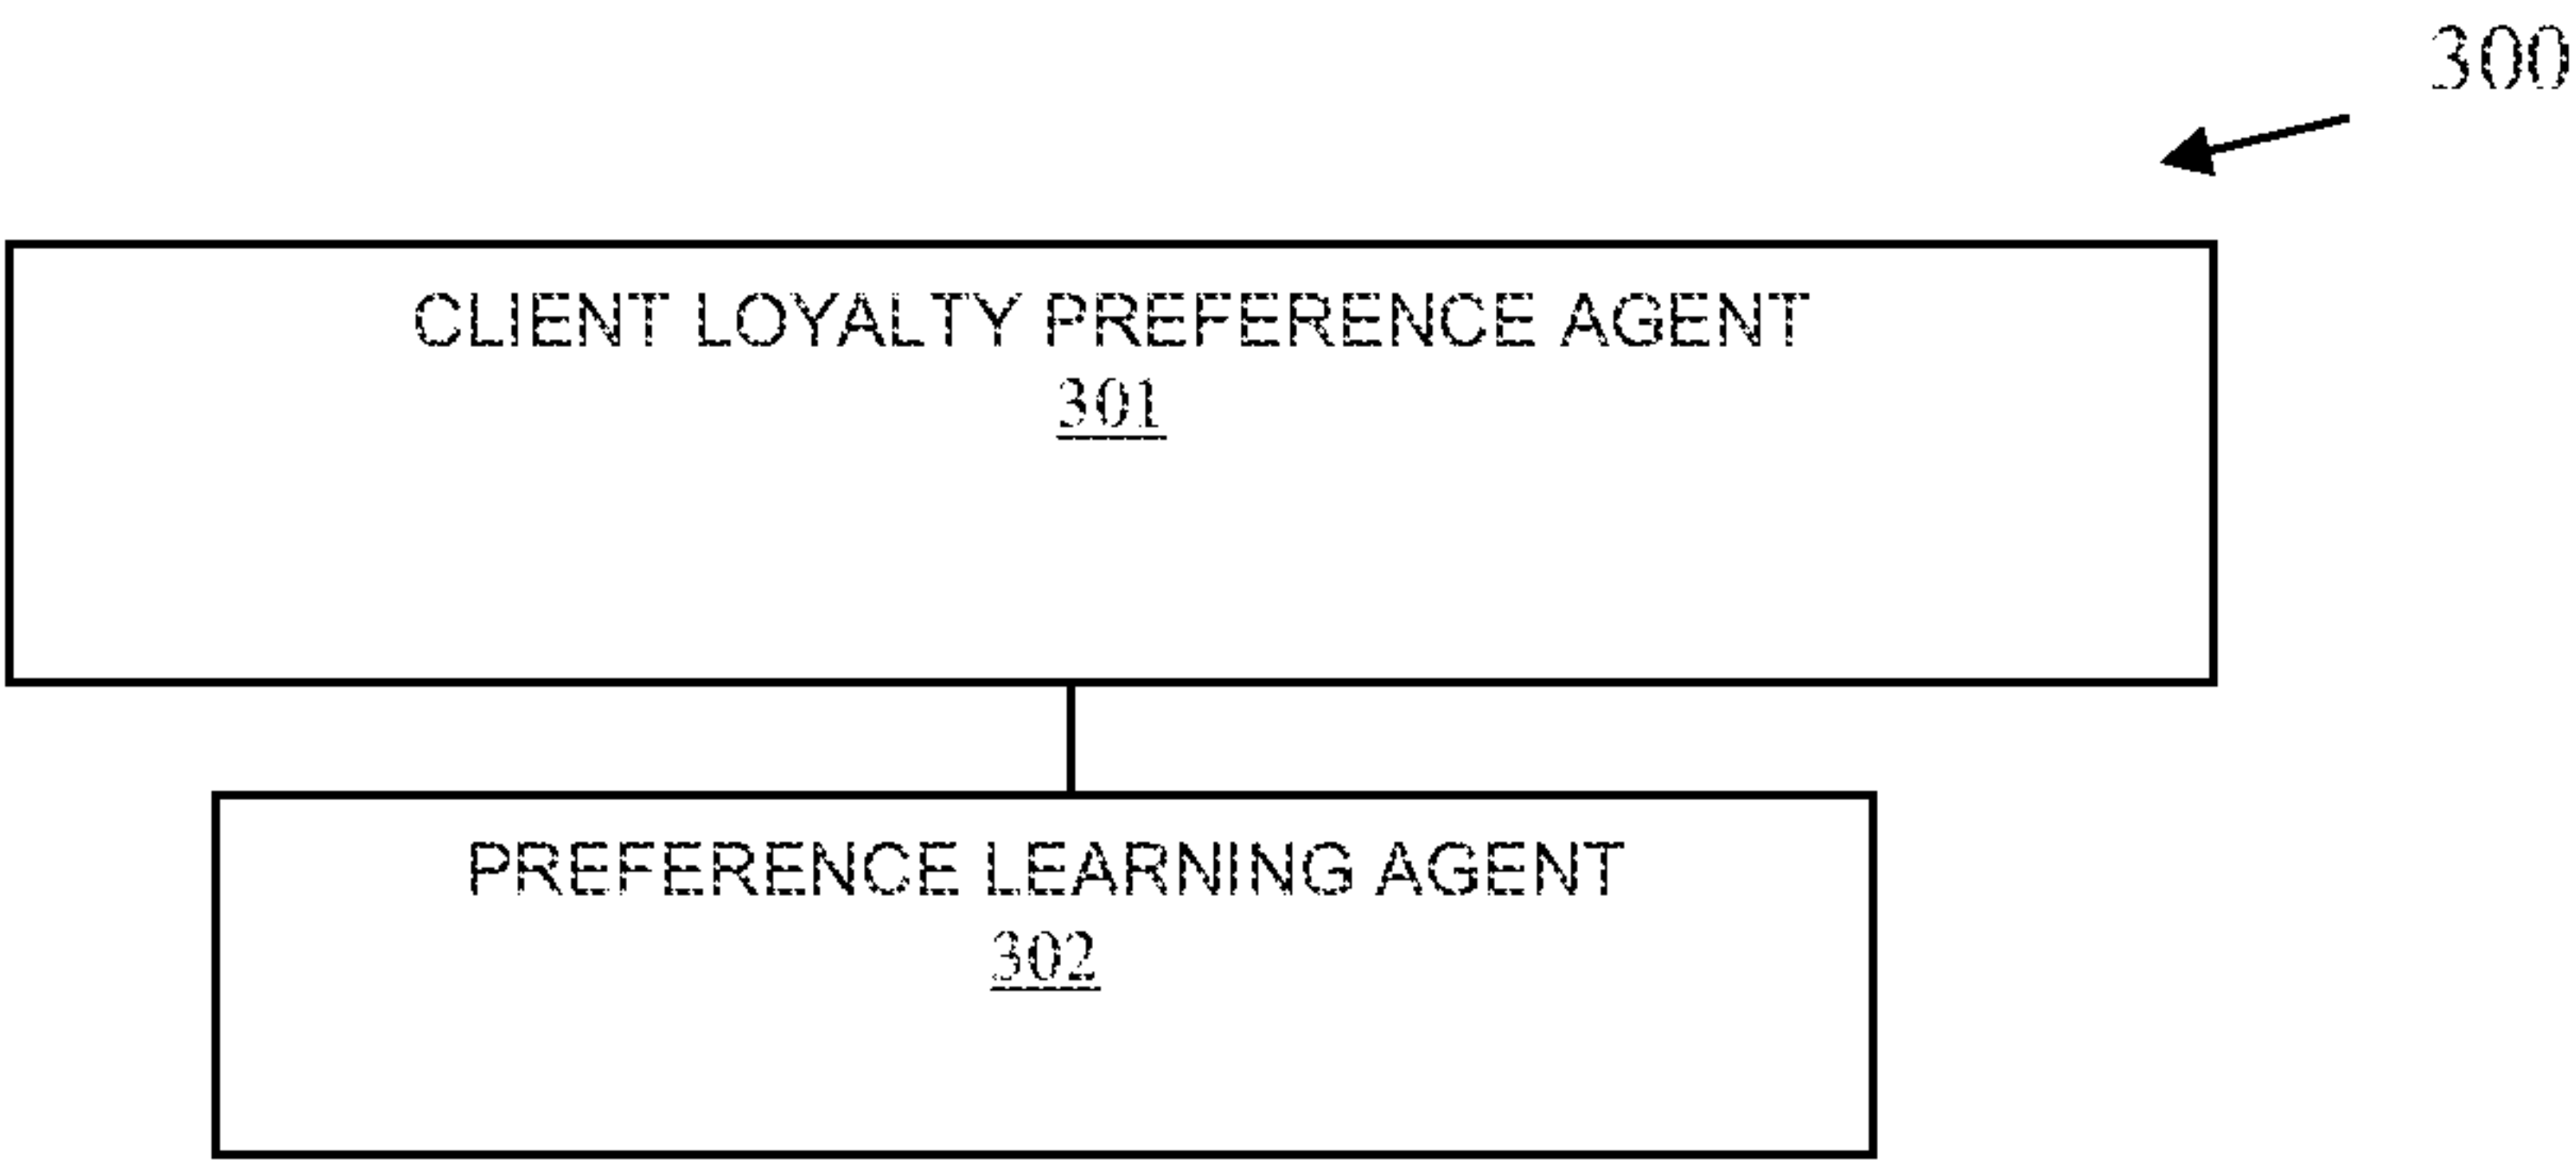 300
CLIENT LOYALTY PREFERENCE AGENT
301
PREFERENCE LEARNING AGENT
302